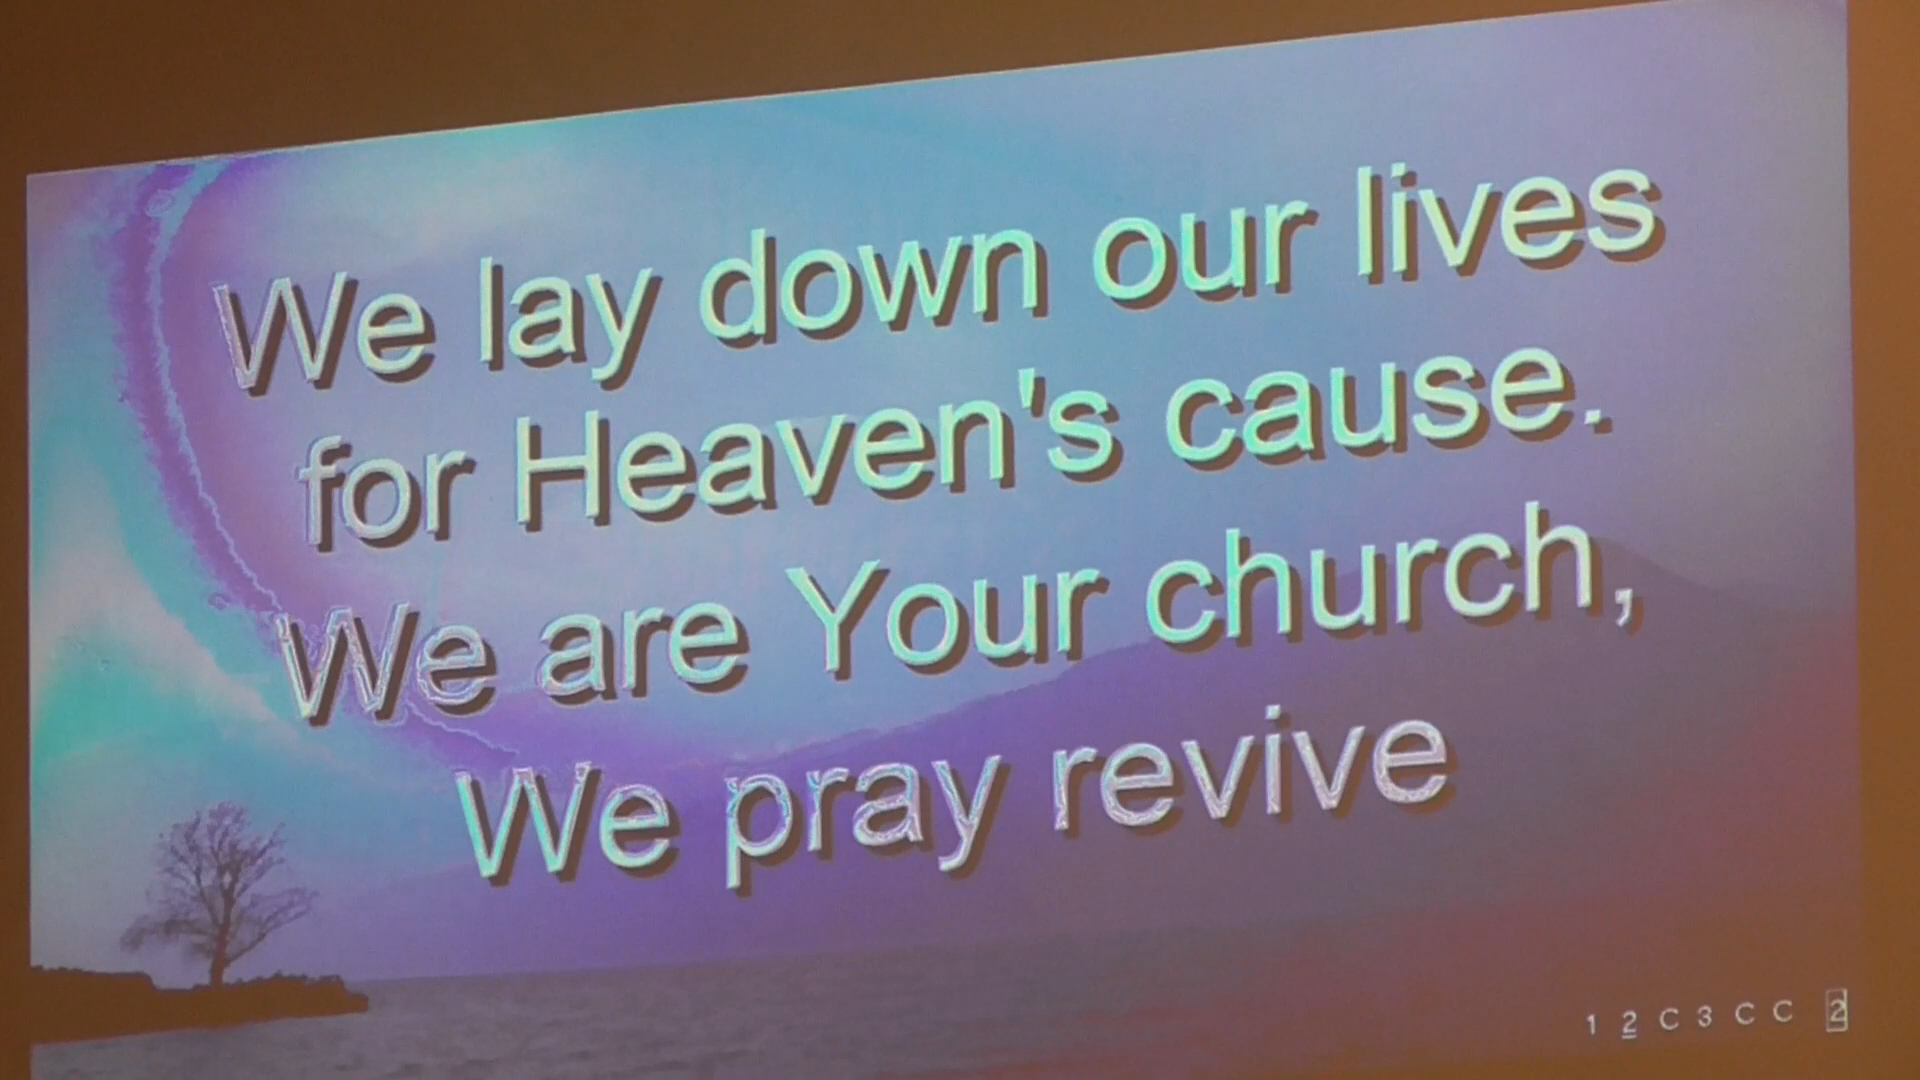 We lay down our lives
for Heaven's cause.
We are Your church,
We pray revive
1 2 C 3 C C 2